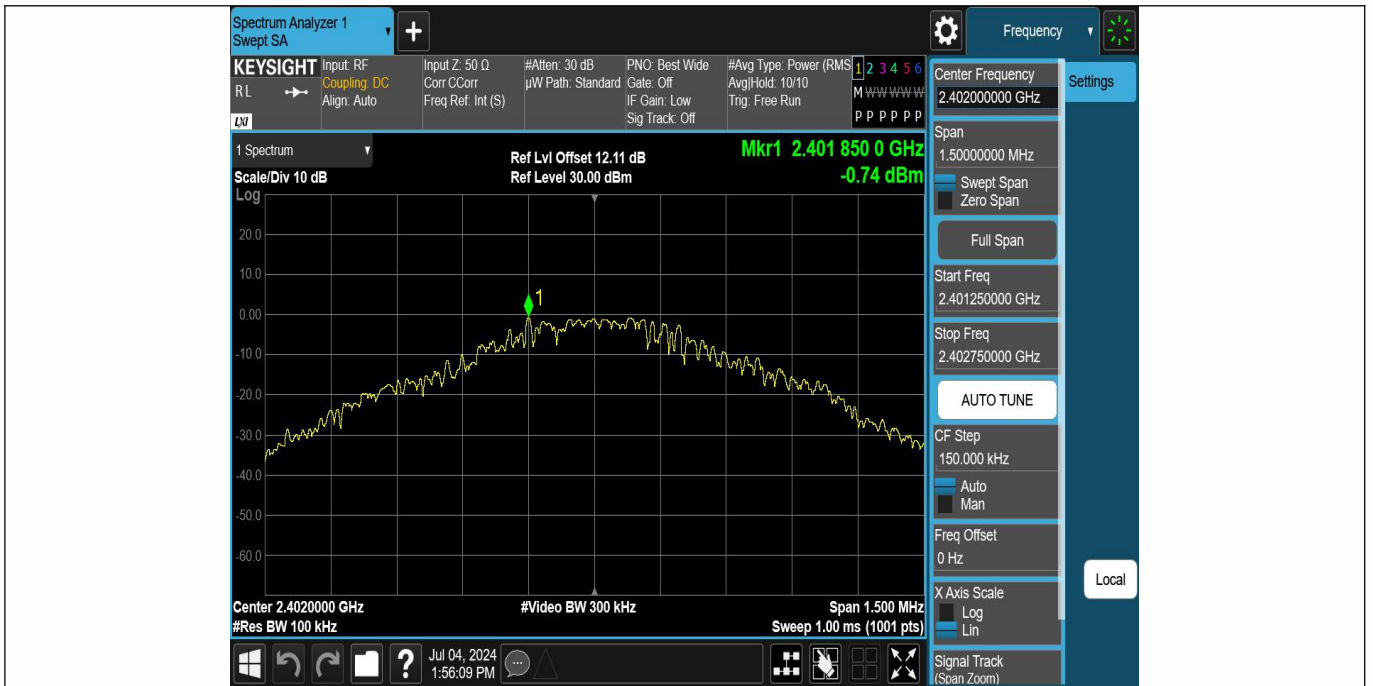 Spectrum Analyzer 1
Swept SA
+
Frequency
KEYSIGHT
RL
LXI
Input: RF
Coupling: DC
Align: Auto
Input Z: 50 Ω
Corr CCorr
Freq Ref: Int (S)
#Atten: 30 dB
µW Path: Standard
PNO: Best Wide
Gate: Off
IF Gain: Low
Sig Track: Off
#Avg Type: Power (RMS
Avg|Hold: 10/10
Trig: Free Run
1 2 3 4 5 6
M W W W W W
P P P P P P
1 Spectrum
Scale/Div 10 dB
Log
Ref Lvl Offset 12.11 dB
Ref Level 30.00 dBm
Mkr1 2.401 850 0 GHz
-0.74 dBm
1
20.0
10.0
0.00
-10.0
-20.0
-30.0
-40.0
-50.0
-60.0
Center 2.4020000 GHz
#Res BW 100 kHz
#Video BW 300 kHz
Span 1.500 MHz
Sweep 1.00 ms (1001 pts)
Center Frequency
2.402000000 GHz
Settings
Span
1.50000000 MHz
Swept Span
Zero Span
Full Span
Start Freq
2.401250000 GHz
Stop Freq
2.402750000 GHz
AUTO TUNE
CF Step
150.000 kHz
Auto
Man
Freq Offset
0 Hz
Local
X Axis Scale
Log
Lin
Signal Track
(Span Zoom)
?
Jul 04, 2024
1:56:09 PM